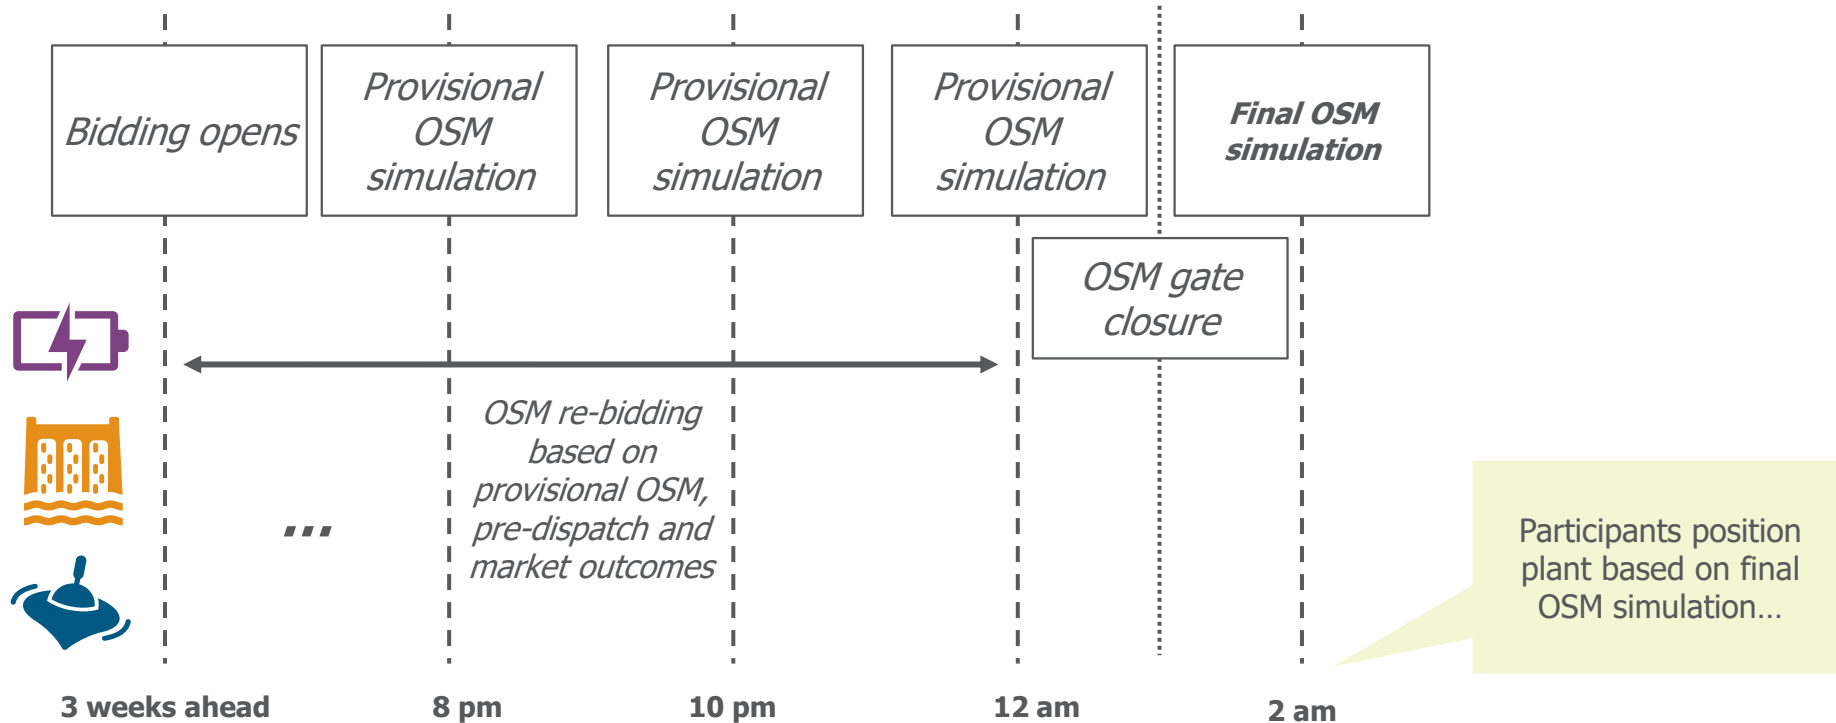 Bidding opens
Provisional
OSM
simulation
Provisional
OSM
simulation
Provisional
OSM
simulation
Final OSM
simulation
OSM gate
closure
OSM re-bidding
based on
provisional OSM,
pre-dispatch and
market outcomes
...
Participants position
plant based on final
OSM simulation...
3 weeks ahead
8 pm
10 pm
12 am
2 am